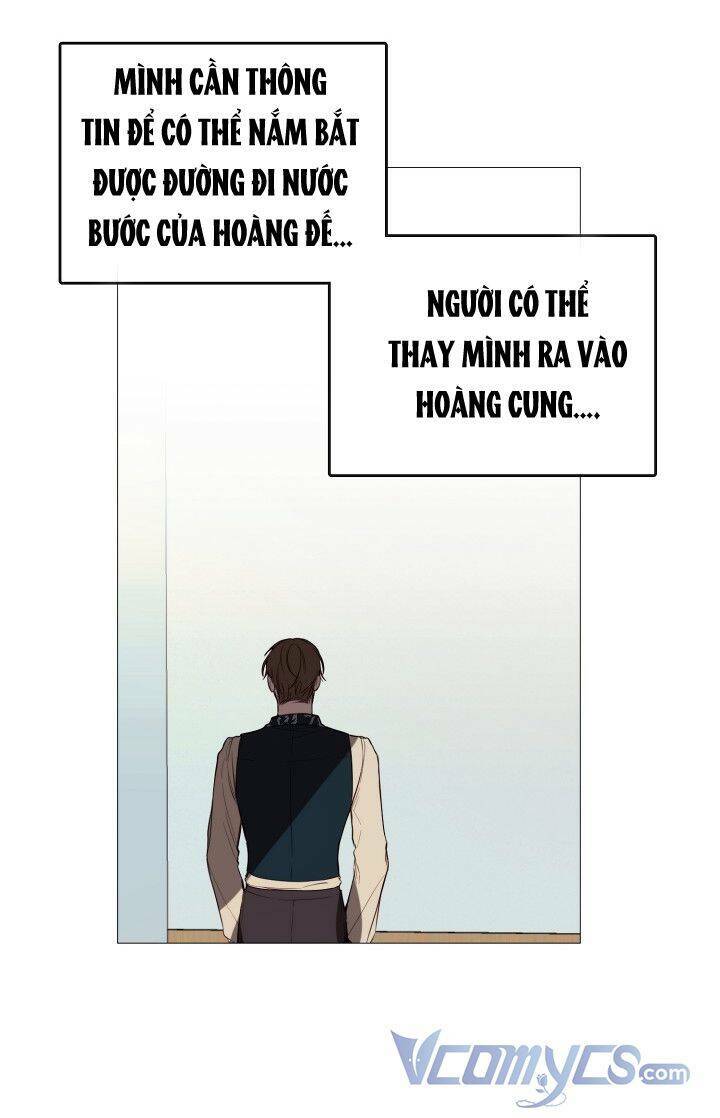 MÌNH CẦN THÔNG
TIN ĐỂ CÓ THỂ NẮM BẮT
ĐƯỢC ĐƯỜNG ĐI NƯỚC
BƯỚC CỦA HOÀNG ĐẾ...
NGƯỜI CÓ THỂ
THAY MÌNH RA VÀO
HOÀNG CUNG....
VCOMYCS.com